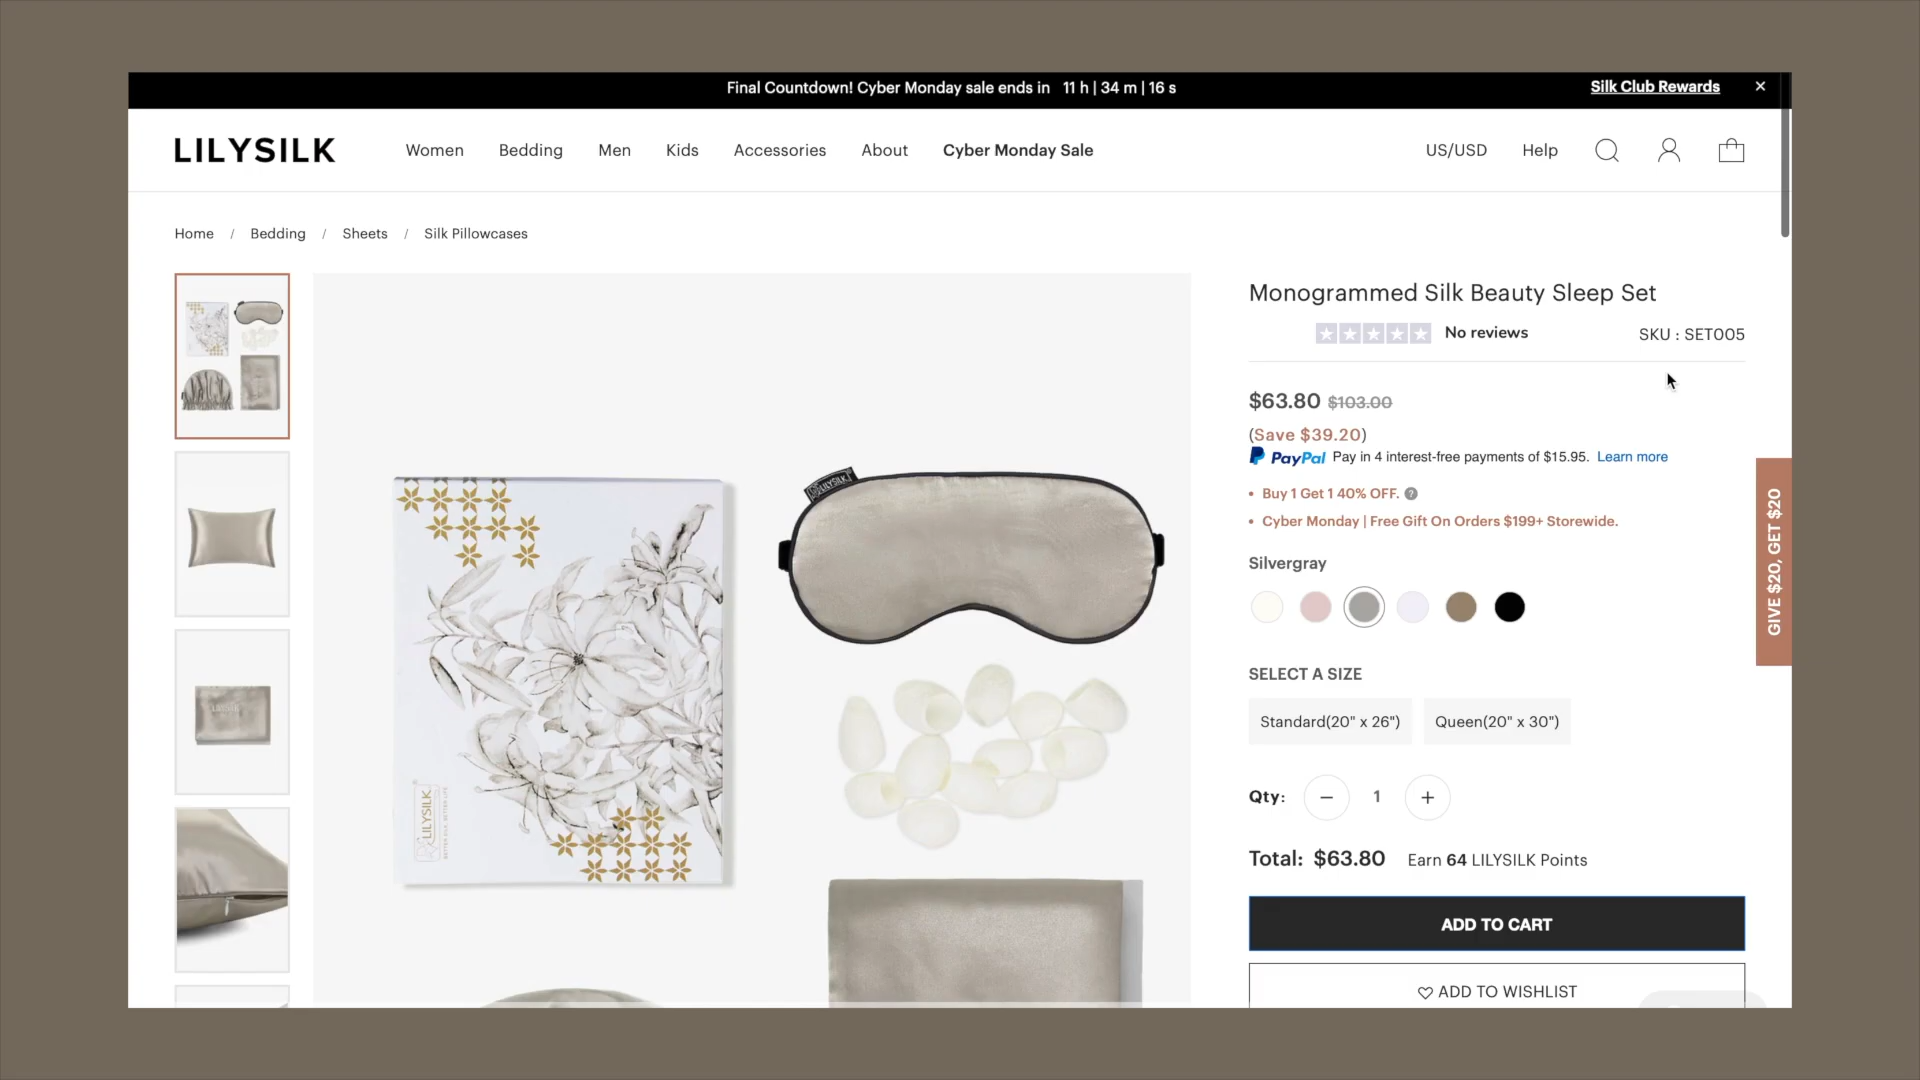 Final Countdown! Cyber Monday sale ends in 11 h | 34 m | 16 s
Silk Club Rewards
LILYSILK
Women Bedding Men Kids Accessories About Cyber Monday Sale
US/USD Help
Home / Bedding / Sheets / Silk Pillowcases
Monogrammed Silk Beauty Sleep Set
No reviews
SKU : SET005
$63.80 $103.00
(Save $39.20)
PayPal Pay in 4 interest-free payments of $15.95. Learn more
• Buy 1 Get 1 40% OFF. ?
• Cyber Monday | Free Gift On Orders $199+ Storewide.
GIVE $20, GET $20
Silvergray
SELECT A SIZE
Standard(20" x 26") Queen(20" x 30")
Qty: − 1 +
Total: $63.80 Earn 64 LILYSILK Points
ADD TO CART
ADD TO WISHLIST
LILYSILK
LILYSILK